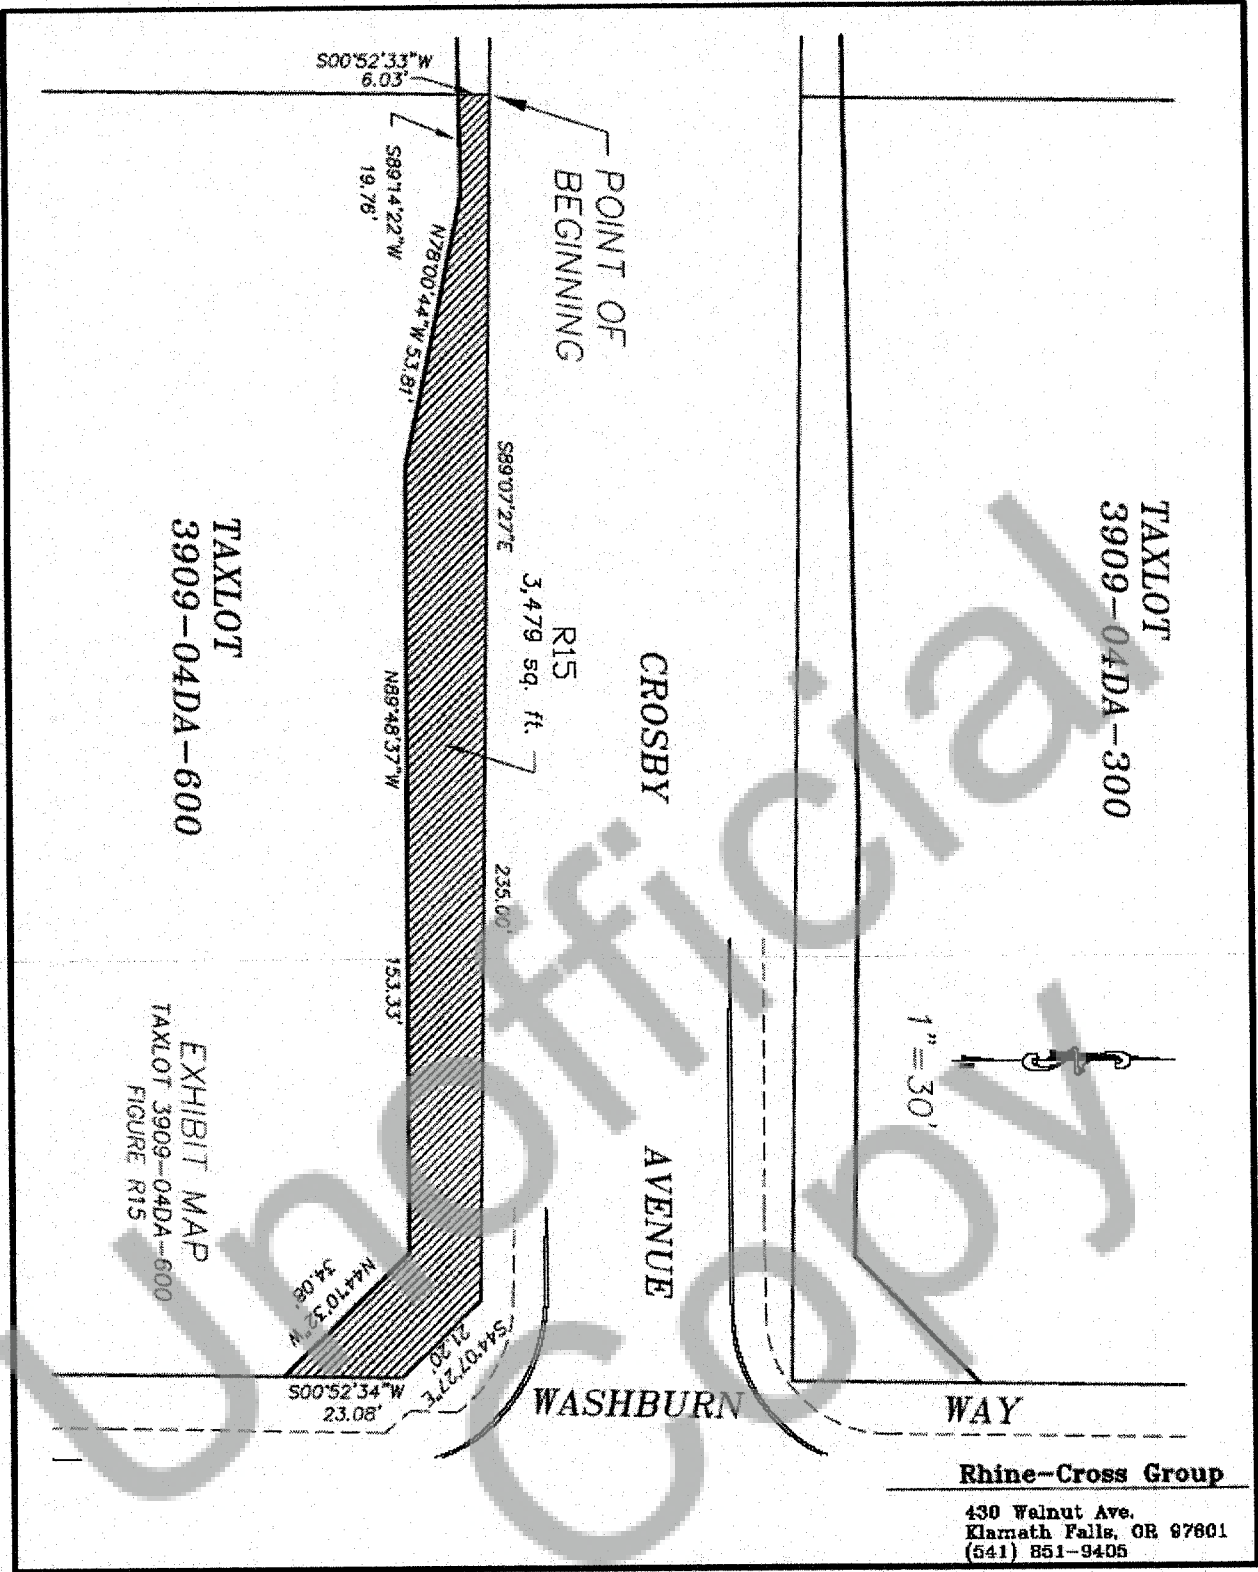 S00°52'33"W
6.03'
S89°14'22"W
19.76'
N78°00'44"W 53.81'
POINT OF
BEGINNING
S89°07'27"E
235.00'
R15
3,479 sq. ft.
CROSBY
AVENUE
TAXLOT
3909-04DA-300
TAXLOT
3909-04DA-600
N89°48'37"W
153.33'
1"=30'
EXHIBIT MAP
TAXLOT 3909-04DA-600
FIGURE R15
N44°10'32"W
34.08'
S44°07'27"E
21.20'
S00°52'34"W
23.08'
WASHBURN
WAY
Rhine-Cross Group
430 Walnut Ave.
Klamath Falls, OR 97601
(541) 851-9405
Unofficial
Copy